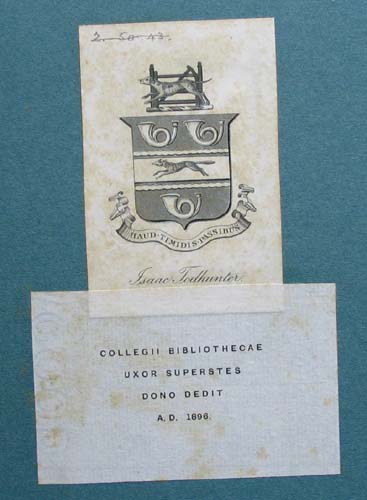 2. 50 43.
HAUD·TIMIDIS·PASSIBUS
Isaac Todhunter.
COLLEGII BIBLIOTHECAE
UXOR SUPERSTES
DONO DEDIT
A.D. 1896.